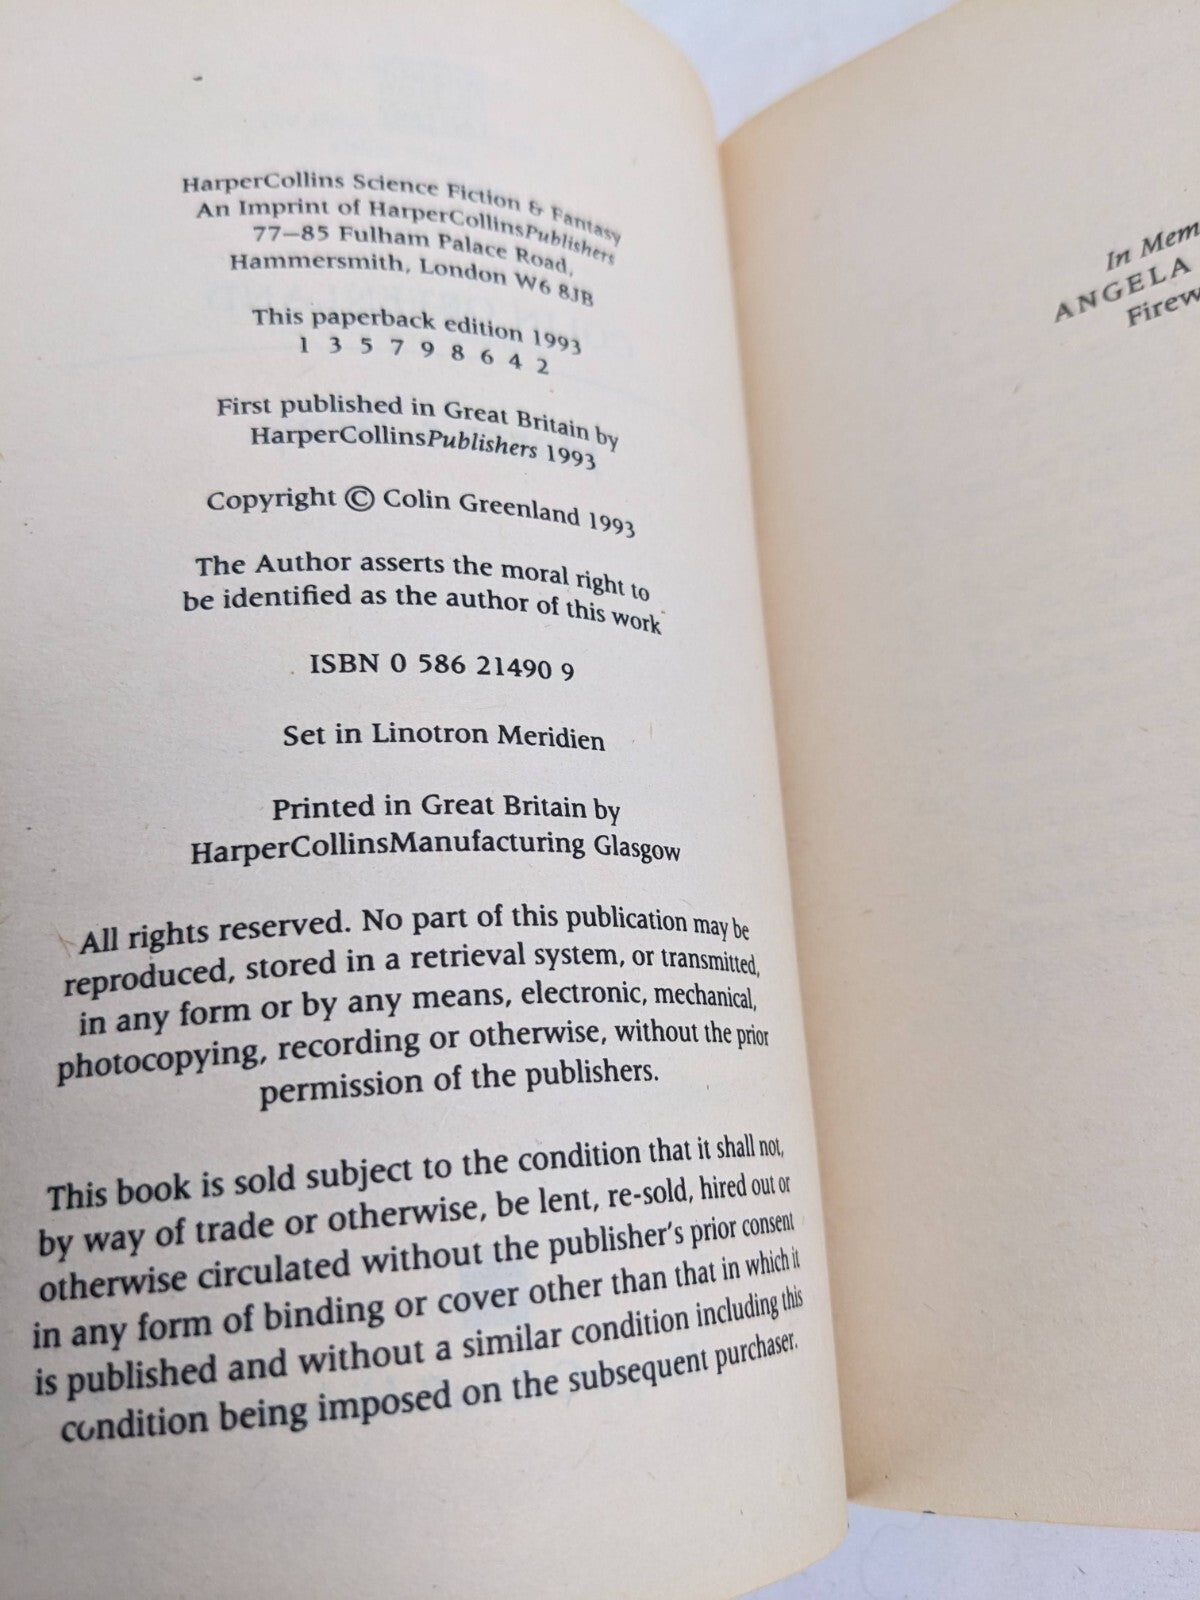 HarperCollins Science Fiction & Fantasy
An Imprint of HarperCollinsPublishers
77–85 Fulham Palace Road,
Hammersmith, London W6 8JB
This paperback edition 1993
1 3 5 7 9 8 6 4 2
First published in Great Britain by
HarperCollinsPublishers 1993
Copyright © Colin Greenland 1993
The Author asserts the moral right to
be identified as the author of this work
ISBN 0 586 21490 9
Set in Linotron Meridien
Printed in Great Britain by
HarperCollinsManufacturing Glasgow
All rights reserved. No part of this publication may be
reproduced, stored in a retrieval system, or transmitted,
in any form or by any means, electronic, mechanical,
photocopying, recording or otherwise, without the prior
permission of the publishers.
This book is sold subject to the condition that it shall not,
by way of trade or otherwise, be lent, re-sold, hired out or
otherwise circulated without the publisher's prior consent
in any form of binding or cover other than that in which it
is published and without a similar condition including this
condition being imposed on the subsequent purchaser.
In Mem
ANGELA
Firew